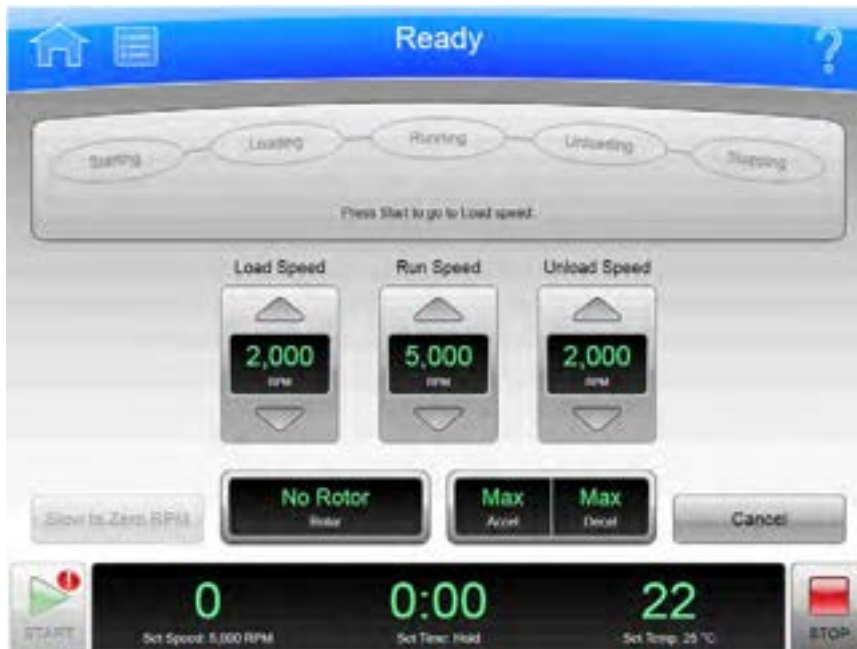 Ready
?
Starting
Loading
Running
Unloading
Stopping
Press Start to go to Load speed.
Load Speed
Run Speed
Unload Speed
2,000
5,000
2,000
RPM
RPM
RPM
No Rotor
Max
Max
Rotor
Accel
Decel
Slow to Zero RPM
Cancel
!
0
0:00
22
START
Set Speed: 5,000 RPM
Set Time: Hold
Set Temp: 25 °C
STOP